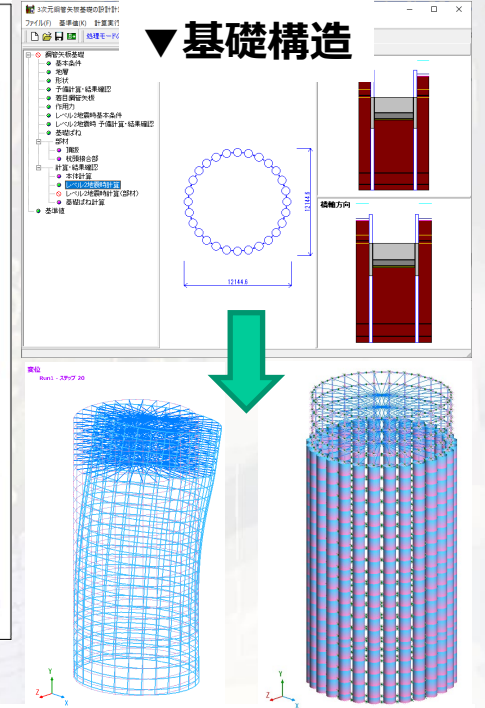 3次元鋼管矢板基礎の設計計
▼基礎構造
ファイル(F) 基準値(K) 計算実行
処理モードの
鋼管矢板基礎
基本条件
地層
形状
予備計算・結果確認
着目鋼管矢板
作用力
レベル2地震時基本条件
レベル2地震時 予備計算・結果確認
基礎ばね
部材
頂版
杭頭接合部
計算・結果確認
本体計算
レベル2地震時計算
レベル2地震時計算(部材)
基礎ばね計算
基準値
12144.6
12144.6
橋軸方向
変位
Run1 - ステップ 20
Y
Z
X
Y
Z
X